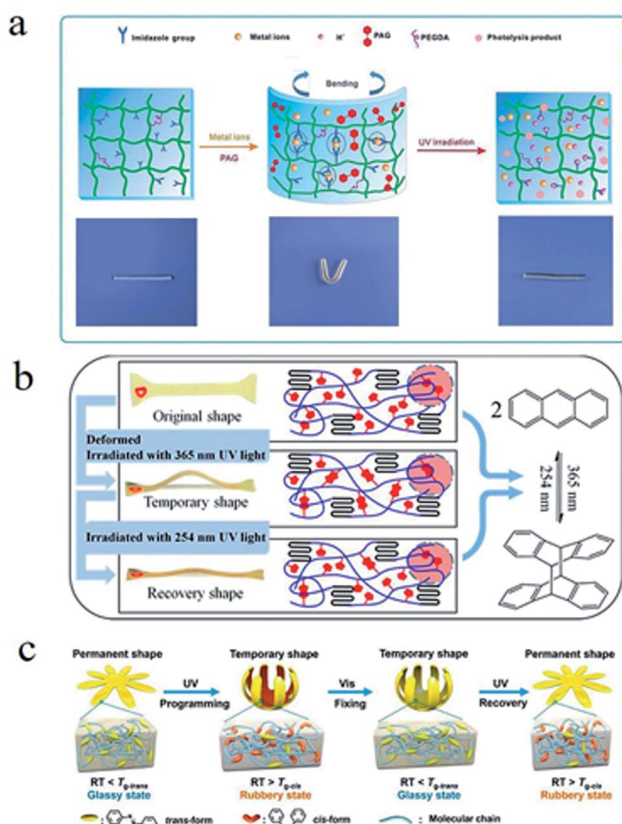 a
Imidazole group Metal ions H⁺ PAG PEGDA Photolysis product
Bending
Metal ions
PAG
UV irradiation
b
Original shape
Deformed
Irradiated with 365 nm UV light
Temporary shape
Irradiated with 254 nm UV light
Recovery shape
2
365 nm
254 nm
c
Permanent shape Temporary shape Temporary shape Permanent shape
UV Vis UV
Programming Fixing Recovery
RT < Tg-trans RT > Tg-cis RT < Tg-trans RT > Tg-cis
Glassy state Rubbery state Glassy state Rubbery state
: trans-form : cis-form : Molecular chain